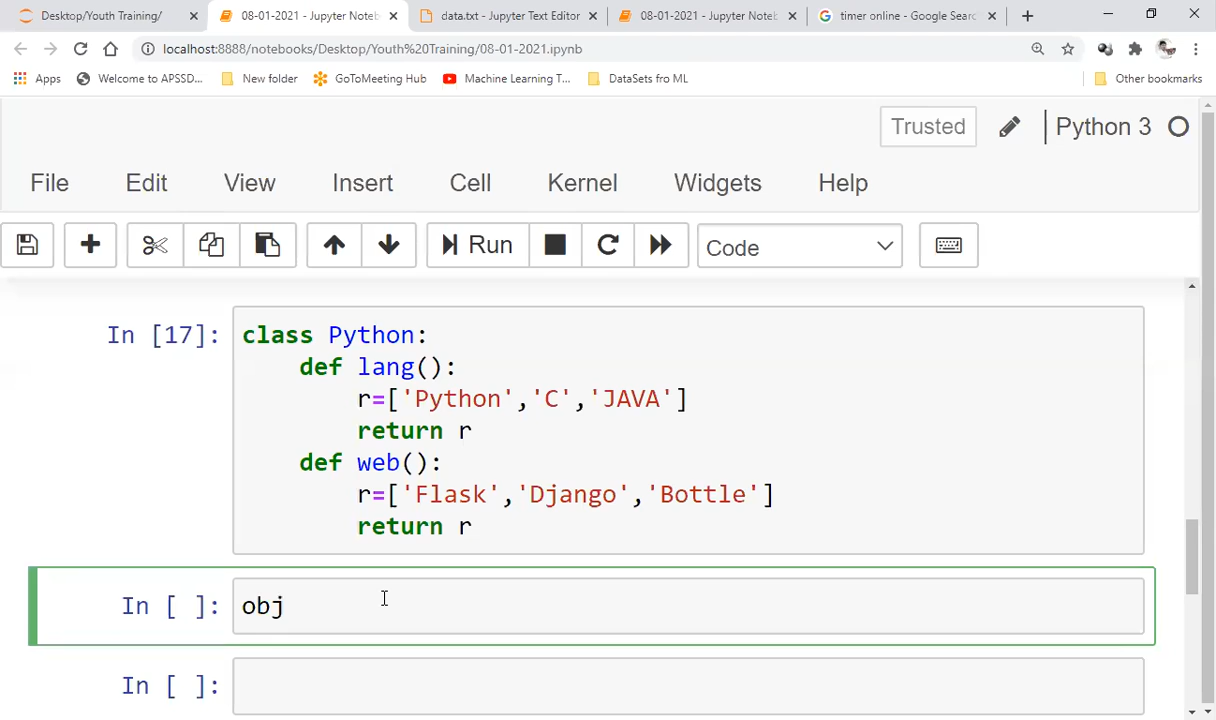 Desktop/Youth Training/
08-01-2021 - Jupyter Noteb
data.txt - Jupyter Text Editor
08-01-2021 - Jupyter Noteb
timer online - Google Searc
localhost:8888/notebooks/Desktop/Youth%20Training/08-01-2021.ipynb
Apps
Welcome to APSSD...
New folder
GoToMeeting Hub
Machine Learning T...
DataSets fro ML
Other bookmarks
Trusted
Python 3
File Edit View Insert Cell Kernel Widgets Help
Run
Code
In [17]: class Python:
    def lang():
        r=['Python','C','JAVA']
        return r
    def web():
        r=['Flask','Django','Bottle']
        return r
In [ ]: obj
In [ ]: